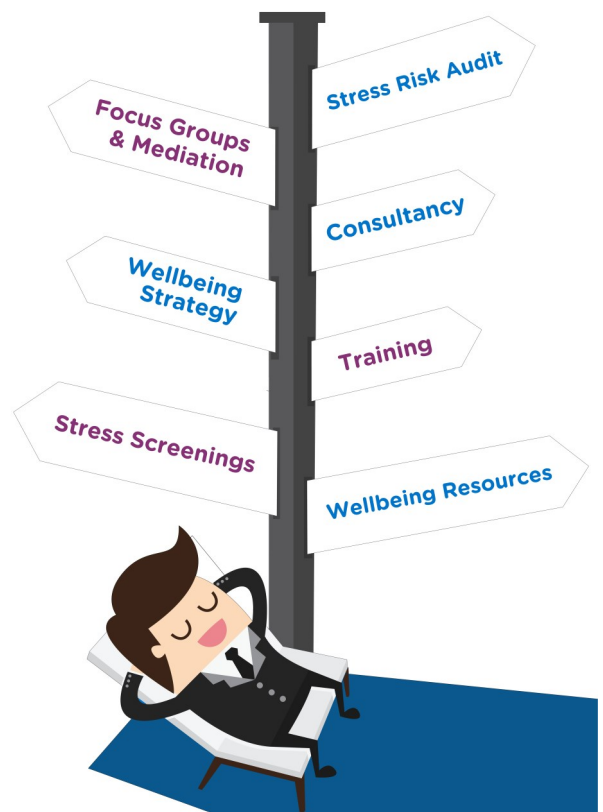 Stress Risk Audit
Focus Groups
& Mediation
Consultancy
Wellbeing
Strategy
Training
Stress Screenings
Wellbeing Resources